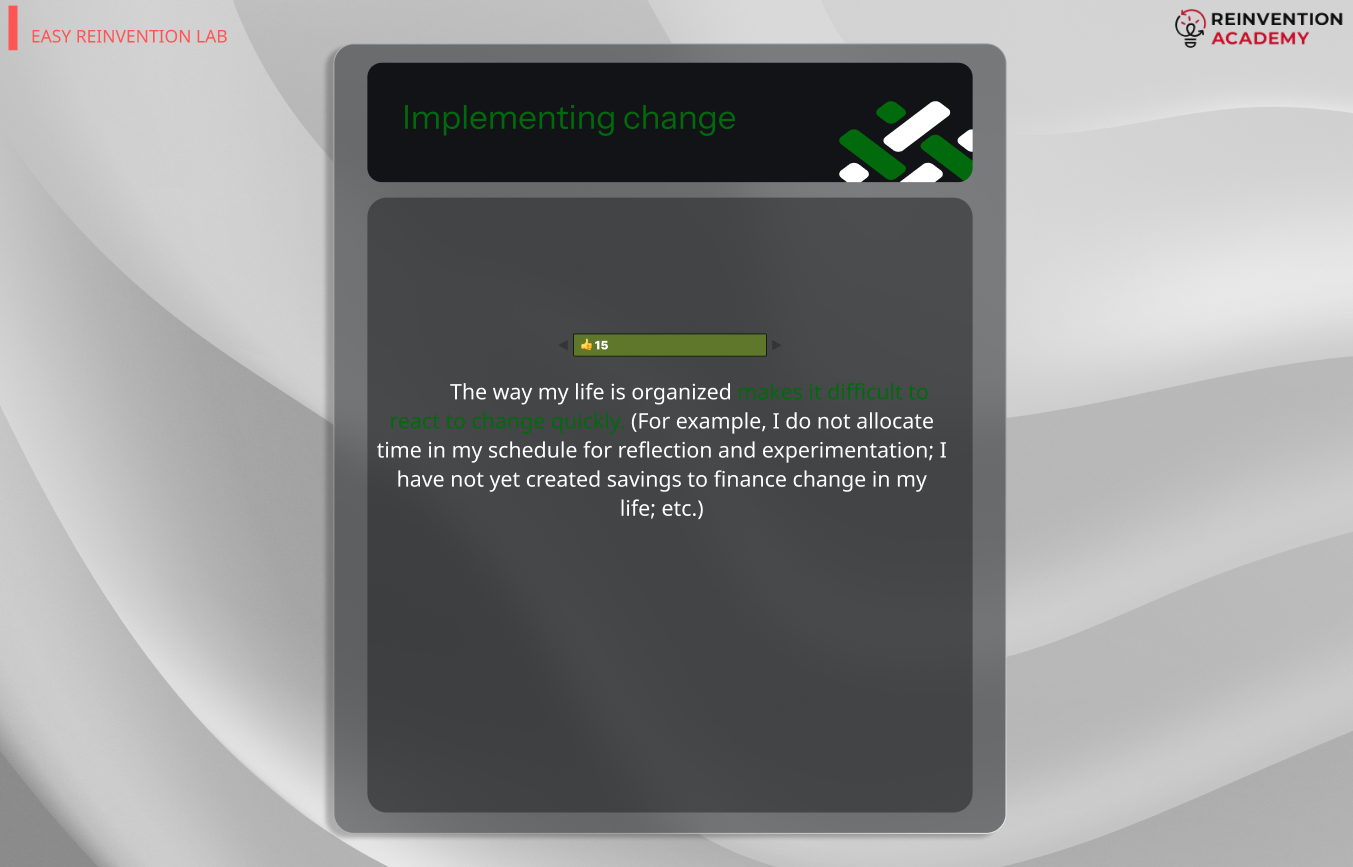 EASY REINVENTION LAB
REINVENTION
ACADEMY
Implementing change
👍15
The way my life is organized makes it difficult to
react to change quickly. (For example, I do not allocate
time in my schedule for reflection and experimentation; I
have not yet created savings to finance change in my
life; etc.)